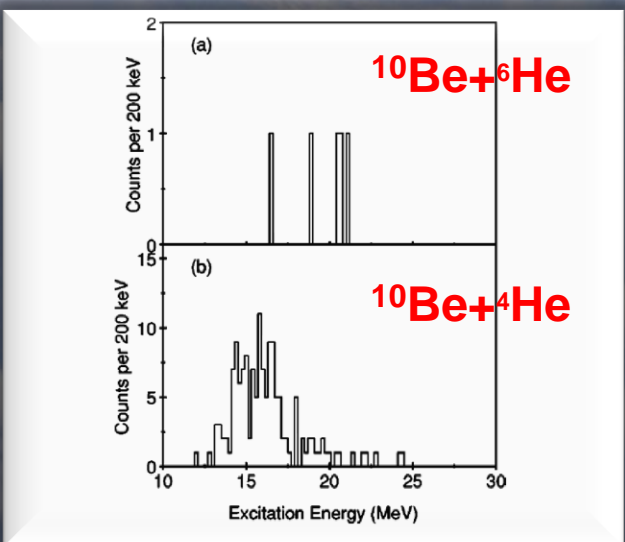 2
(a)
¹⁰Be+⁶He
Counts per 200 keV
1
0
15
(b)
¹⁰Be+⁴He
Counts per 200 keV
10
5
0
10 15 20 25 30
Excitation Energy (MeV)